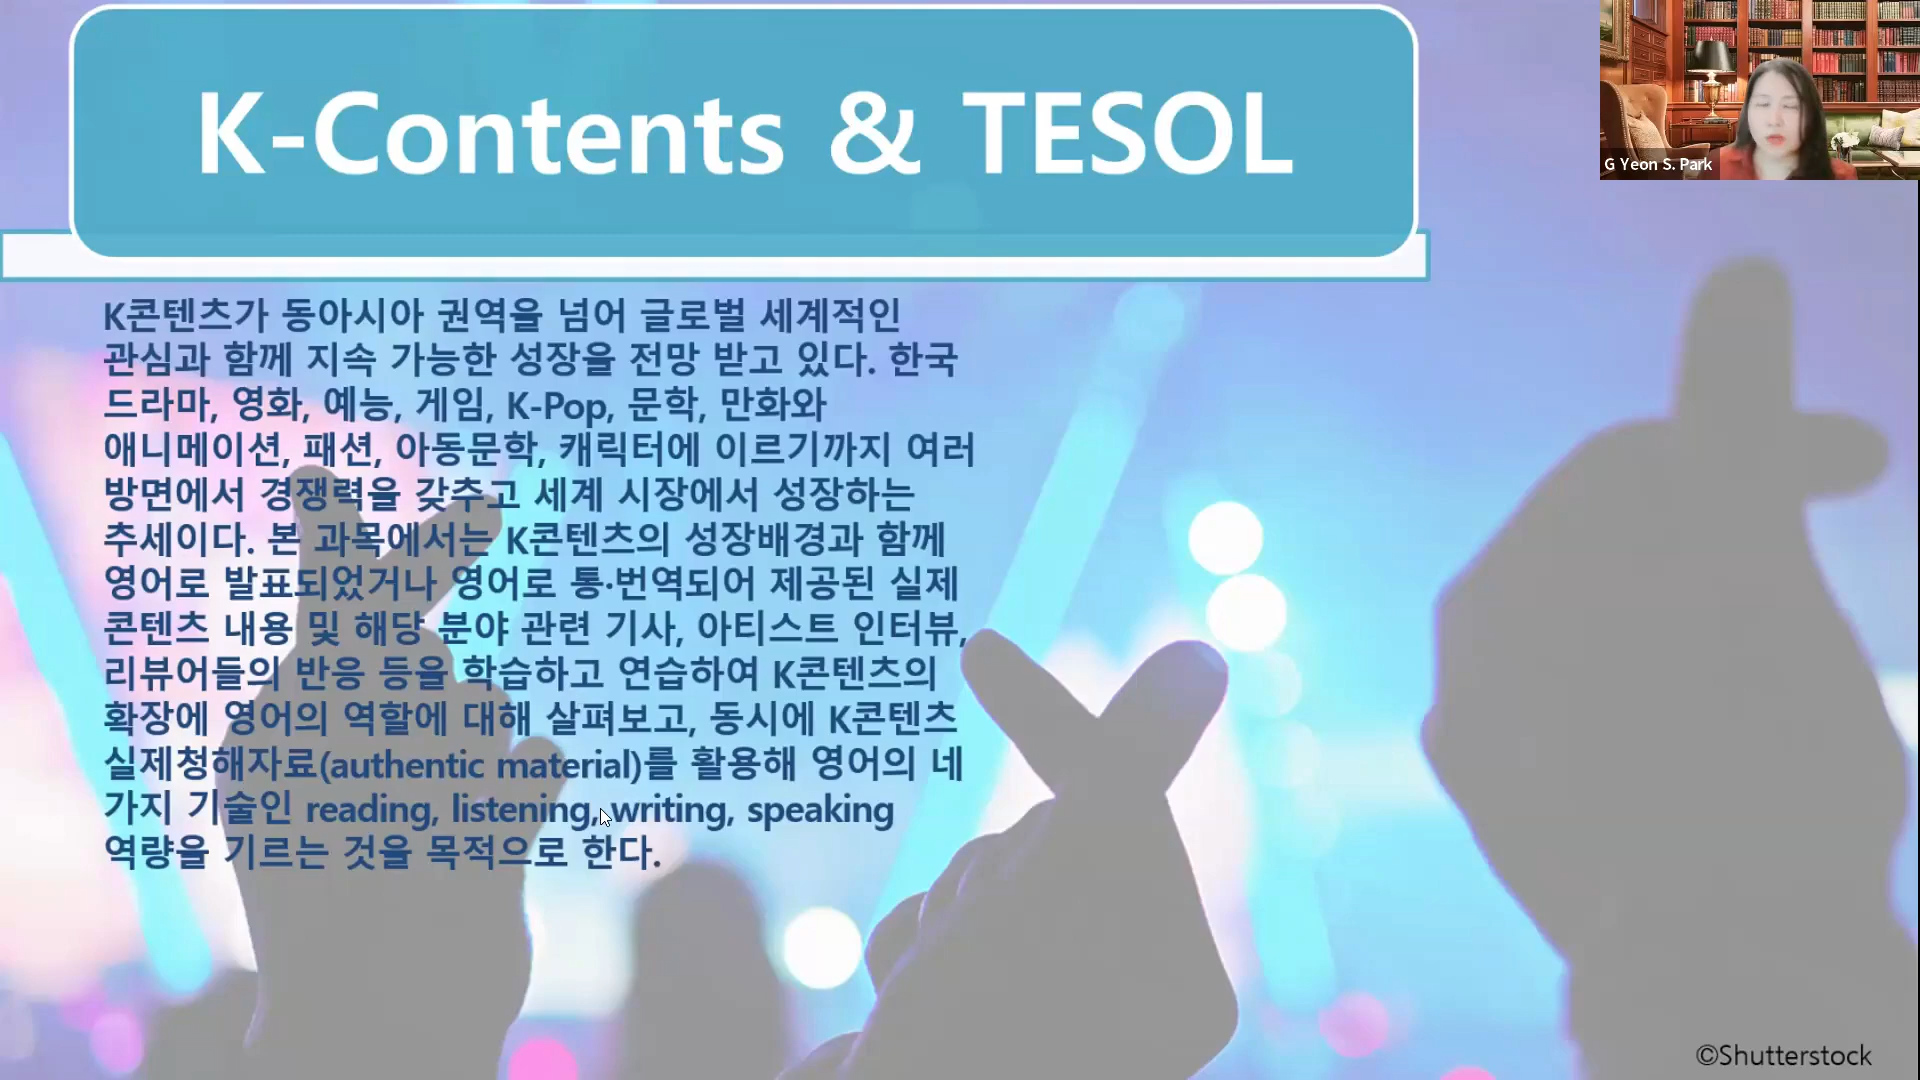 K-Contents & TESOL
G Yeon S. Park
K콘텐츠가 동아시아 권역을 넘어 글로벌 세계적인
관심과 함께 지속 가능한 성장을 전망 받고 있다. 한국
드라마, 영화, 예능, 게임, K-Pop, 문학, 만화와
애니메이션, 패션, 아동문학, 캐릭터에 이르기까지 여러
방면에서 경쟁력을 갖추고 세계 시장에서 성장하는
추세이다. 본 과목에서는 K콘텐츠의 성장배경과 함께
영어로 발표되었거나 영어로 통·번역되어 제공된 실제
콘텐츠 내용 및 해당 분야 관련 기사, 아티스트 인터뷰,
리뷰어들의 반응 등을 학습하고 연습하여 K콘텐츠의
확장에 영어의 역할에 대해 살펴보고, 동시에 K콘텐츠
실제청해자료(authentic material)를 활용해 영어의 네
가지 기술인 reading, listening, writing, speaking
역량을 기르는 것을 목적으로 한다.
©Shutterstock